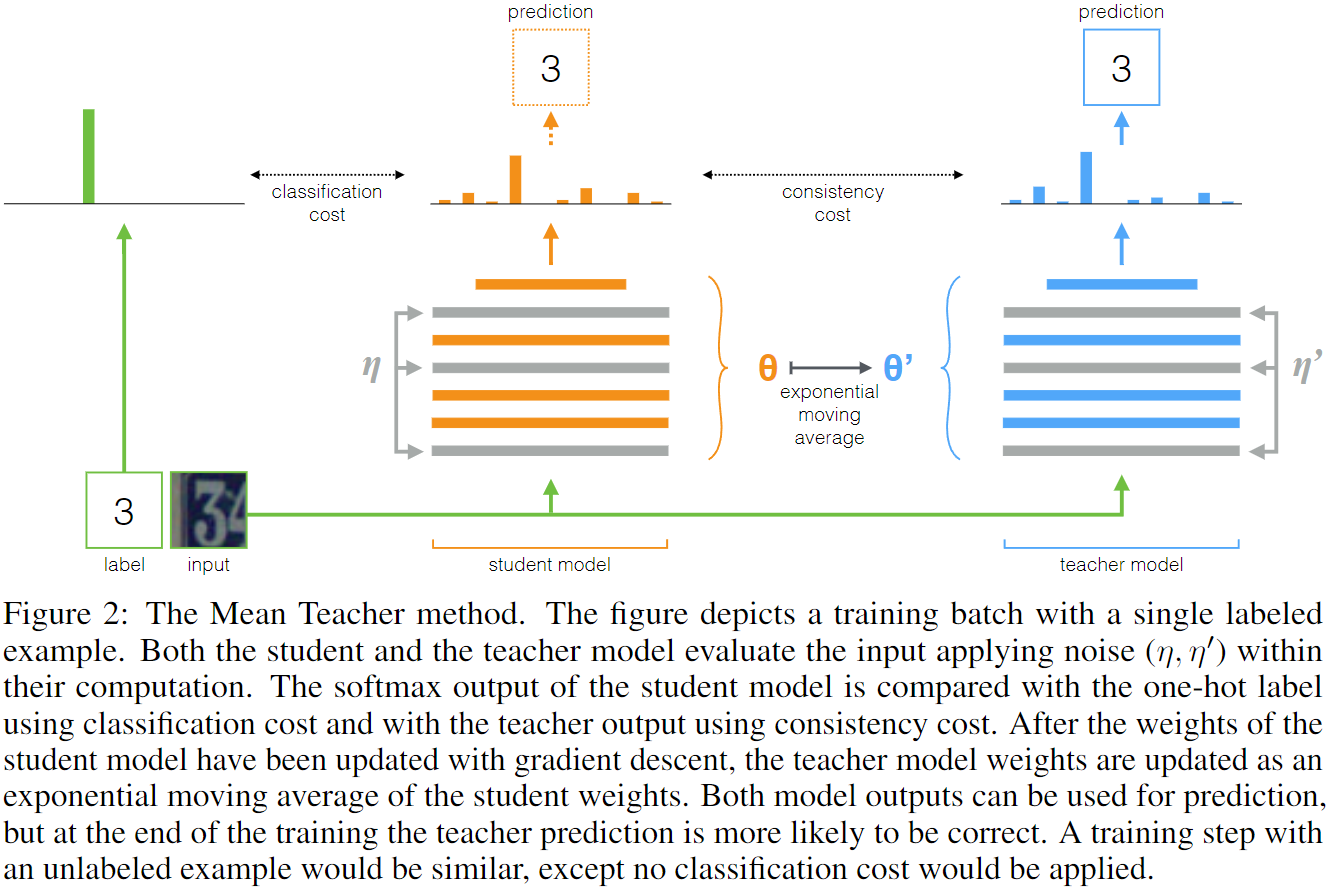 prediction
prediction
3
3
classification
cost
consistency
cost
η
θ
θ’
η’
exponential
moving
average
3
34
label
input
student model
teacher model
Figure 2: The Mean Teacher method. The figure depicts a training batch with a single labeled
example. Both the student and the teacher model evaluate the input applying noise (η, η′) within
their computation. The softmax output of the student model is compared with the one-hot label
using classification cost and with the teacher output using consistency cost. After the weights of the
student model have been updated with gradient descent, the teacher model weights are updated as an
exponential moving average of the student weights. Both model outputs can be used for prediction,
but at the end of the training the teacher prediction is more likely to be correct. A training step with
an unlabeled example would be similar, except no classification cost would be applied.